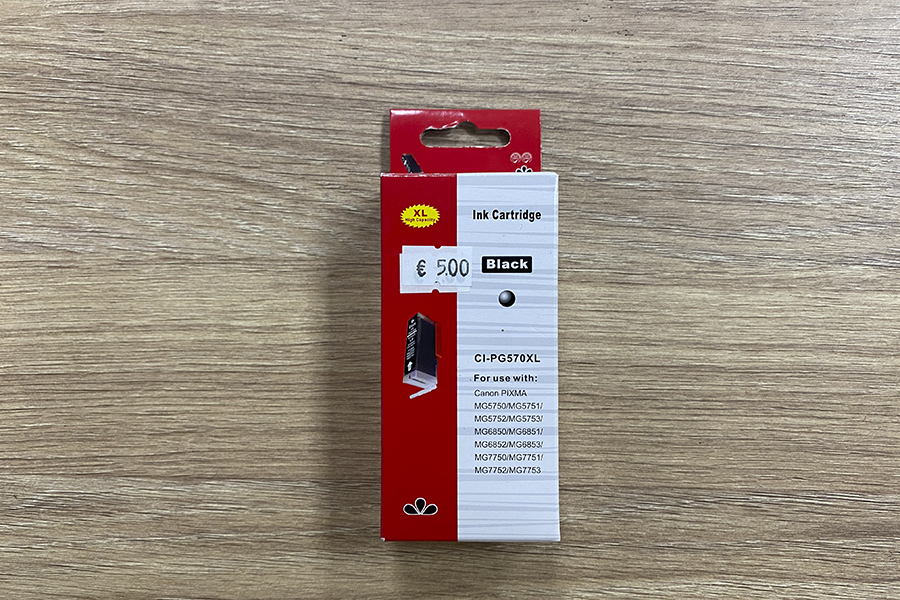 XL
High Capacity
Ink Cartridge
€ 5.00
Black
CI-PG570XL
For use with:
Canon PIXMA
MG5750/MG5751/
MG5752/MG5753/
MG6850/MG6851/
MG6852/MG6853/
MG7750/MG7751/
MG7752/MG7753